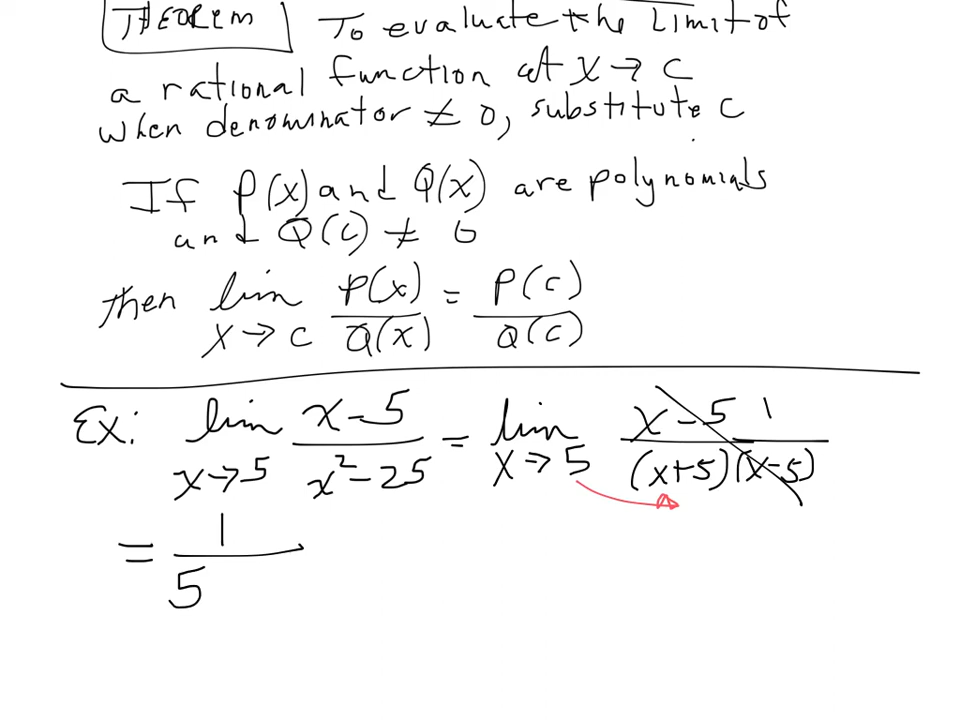 THEOREM To evaluate the Limit of
a rational function at x → c
when denominator ≠ 0, substitute c
If P(x) and Q(x) are polynomials
and Q(c) ≠ 0
then lim x → c P(x)/Q(x) = P(c)/Q(c)
Ex: lim x → 5 (x - 5)/(x² - 25) = lim x → 5 (x - 5) 1/((x+5)(x-5))
= 1/5